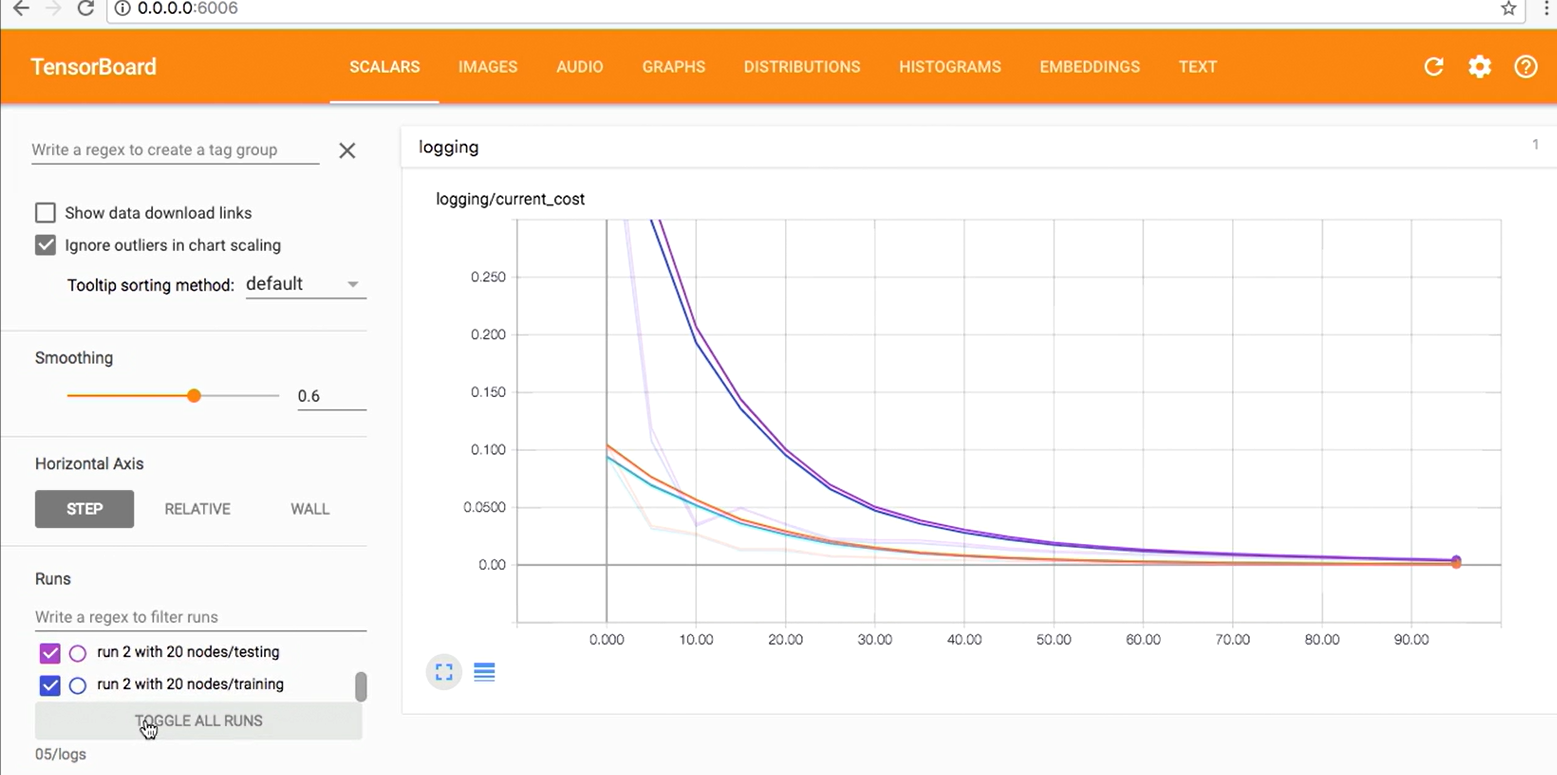 0.0.0.0:6006
TensorBoard SCALARS IMAGES AUDIO GRAPHS DISTRIBUTIONS HISTOGRAMS EMBEDDINGS TEXT
Write a regex to create a tag group
Show data download links
Ignore outliers in chart scaling
Tooltip sorting method: default
Smoothing
0.6
Horizontal Axis
STEP RELATIVE WALL
Runs
Write a regex to filter runs
run 2 with 20 nodes/testing
run 2 with 20 nodes/training
TOGGLE ALL RUNS
05/logs
logging 1
logging/current_cost
0.250
0.200
0.150
0.100
0.0500
0.00
0.000 10.00 20.00 30.00 40.00 50.00 60.00 70.00 80.00 90.00